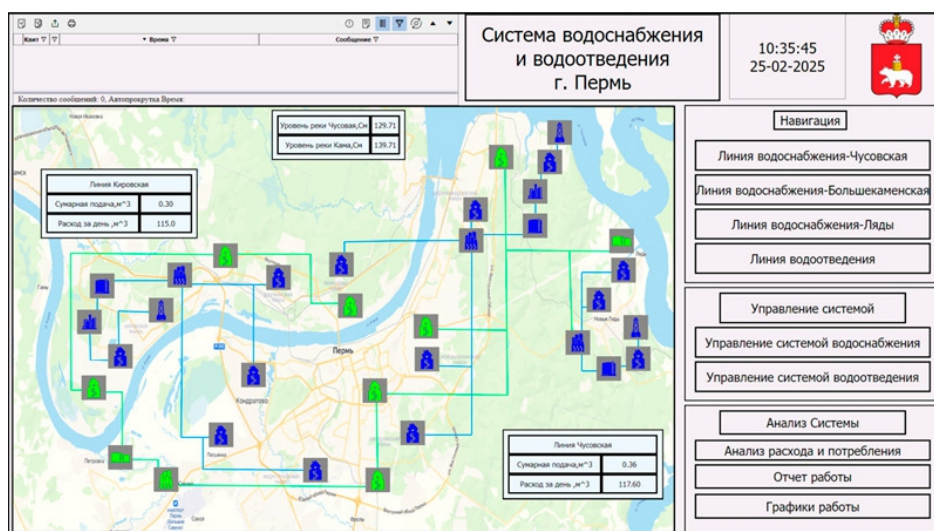 Система водоснабжения
и водоотведения
г. Пермь
10:35:45
25-02-2025
Квит
Время
Сообщение
Количество сообщений: 0, Автопрокрутка Время:
Уровень реки Чусовая,См 129.71
Уровень реки Кама,См 139.71
Линия Кировская
Сумарная подача,м^3 0.30
Расход за день ,м^3 115.0
Пермь
Кондратово
Новые Ляды
Петровка
Фролы
Линия Чусовская
Сумарная подача,м^3 0.36
Расход за день ,м^3 117.60
Навигация
Линия водоснабжения-Чусовская
Линия водоснабжения-Большекаменская
Линия водоснабжения-Ляды
Линия водоотведения
Управление системой
Управление системой водоснабжения
Управление системой водоотведения
Анализ Системы
Анализ расхода и потребления
Отчет работы
Графики работы